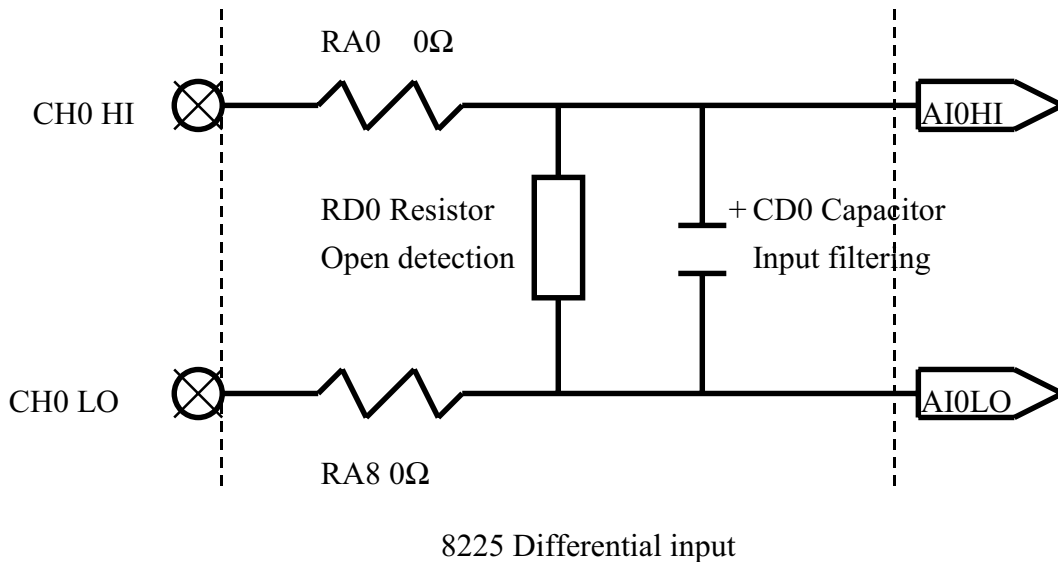 RA0 0Ω
CH0 HI
AI0HI
RD0 Resistor
Open detection
+ CD0 Capacitor
Input filtering
CH0 LO
AI0LO
RA8 0Ω
8225 Differential input